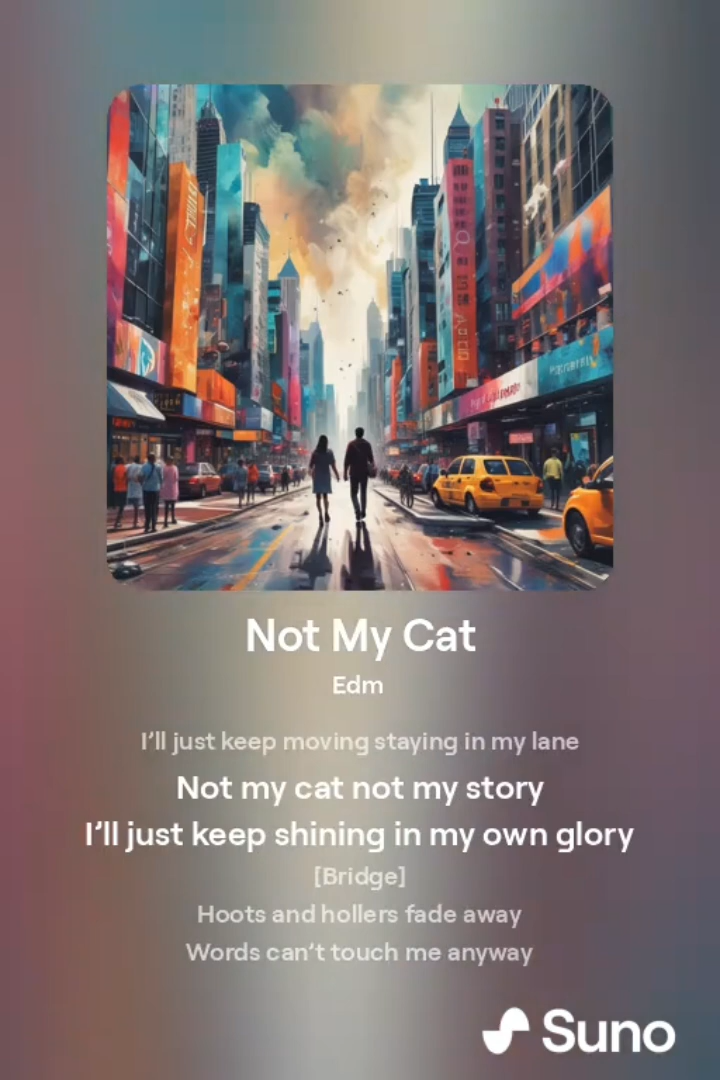 Not My Cat
Edm
I'll just keep moving staying in my lane
Not my cat not my story
I'll just keep shining in my own glory
[Bridge]
Hoots and hollers fade away
Words can't touch me anyway
Suno